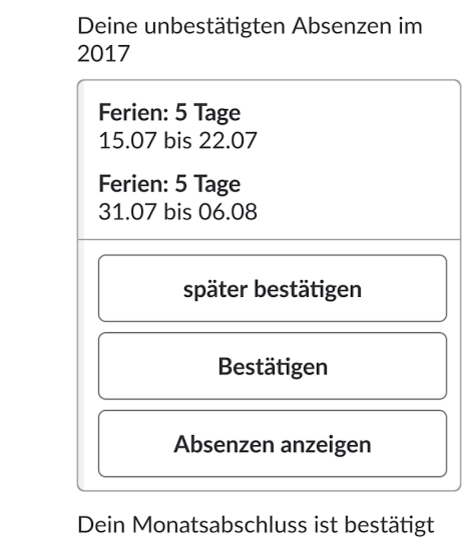 Deine unbestätigten Absenzen im
2017
Ferien: 5 Tage
15.07 bis 22.07
Ferien: 5 Tage
31.07 bis 06.08
später bestätigen
Bestätigen
Absenzen anzeigen
Dein Monatsabschluss ist bestätigt